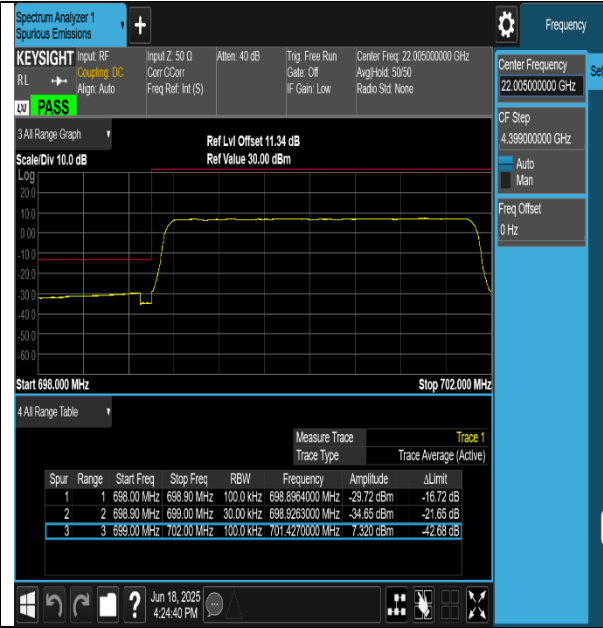 Spectrum Analyzer 1
Spurious Emissions
Frequency
KEYSIGHT Input: RF Input Z: 50 Ω Atten: 40 dB Trig: Free Run Center Freq: 22.005000000 GHz
RL Coupling: DC Corr CCorr Gate: Off Avg|Hold: 50/50
Align: Auto Freq Ref: Int (S) IF Gain: Low Radio Std: None
LXI PASS
Center Frequency
22.005000000 GHz
Set
CF Step
4.399000000 GHz
Auto
Man
Freq Offset
0 Hz
3 All Range Graph
Ref Lvl Offset 11.34 dB
Scale/Div 10.0 dB Ref Value 30.00 dBm
Log
20.0
10.0
0.00
-10.0
-20.0
-30.0
-40.0
-50.0
-60.0
Start 698.000 MHz Stop 702.000 MHz
4 All Range Table
Measure Trace Trace 1
Trace Type Trace Average (Active)
Spur Range Start Freq Stop Freq RBW Frequency Amplitude ΔLimit
1 1 698.00 MHz 698.90 MHz 100.0 kHz 698.8964000 MHz -29.72 dBm -16.72 dB
2 2 698.90 MHz 699.00 MHz 30.00 kHz 698.9263000 MHz -34.65 dBm -21.65 dB
3 3 699.00 MHz 702.00 MHz 100.0 kHz 701.4270000 MHz 7.320 dBm -42.68 dB
? Jun 18, 2025
4:24:40 PM